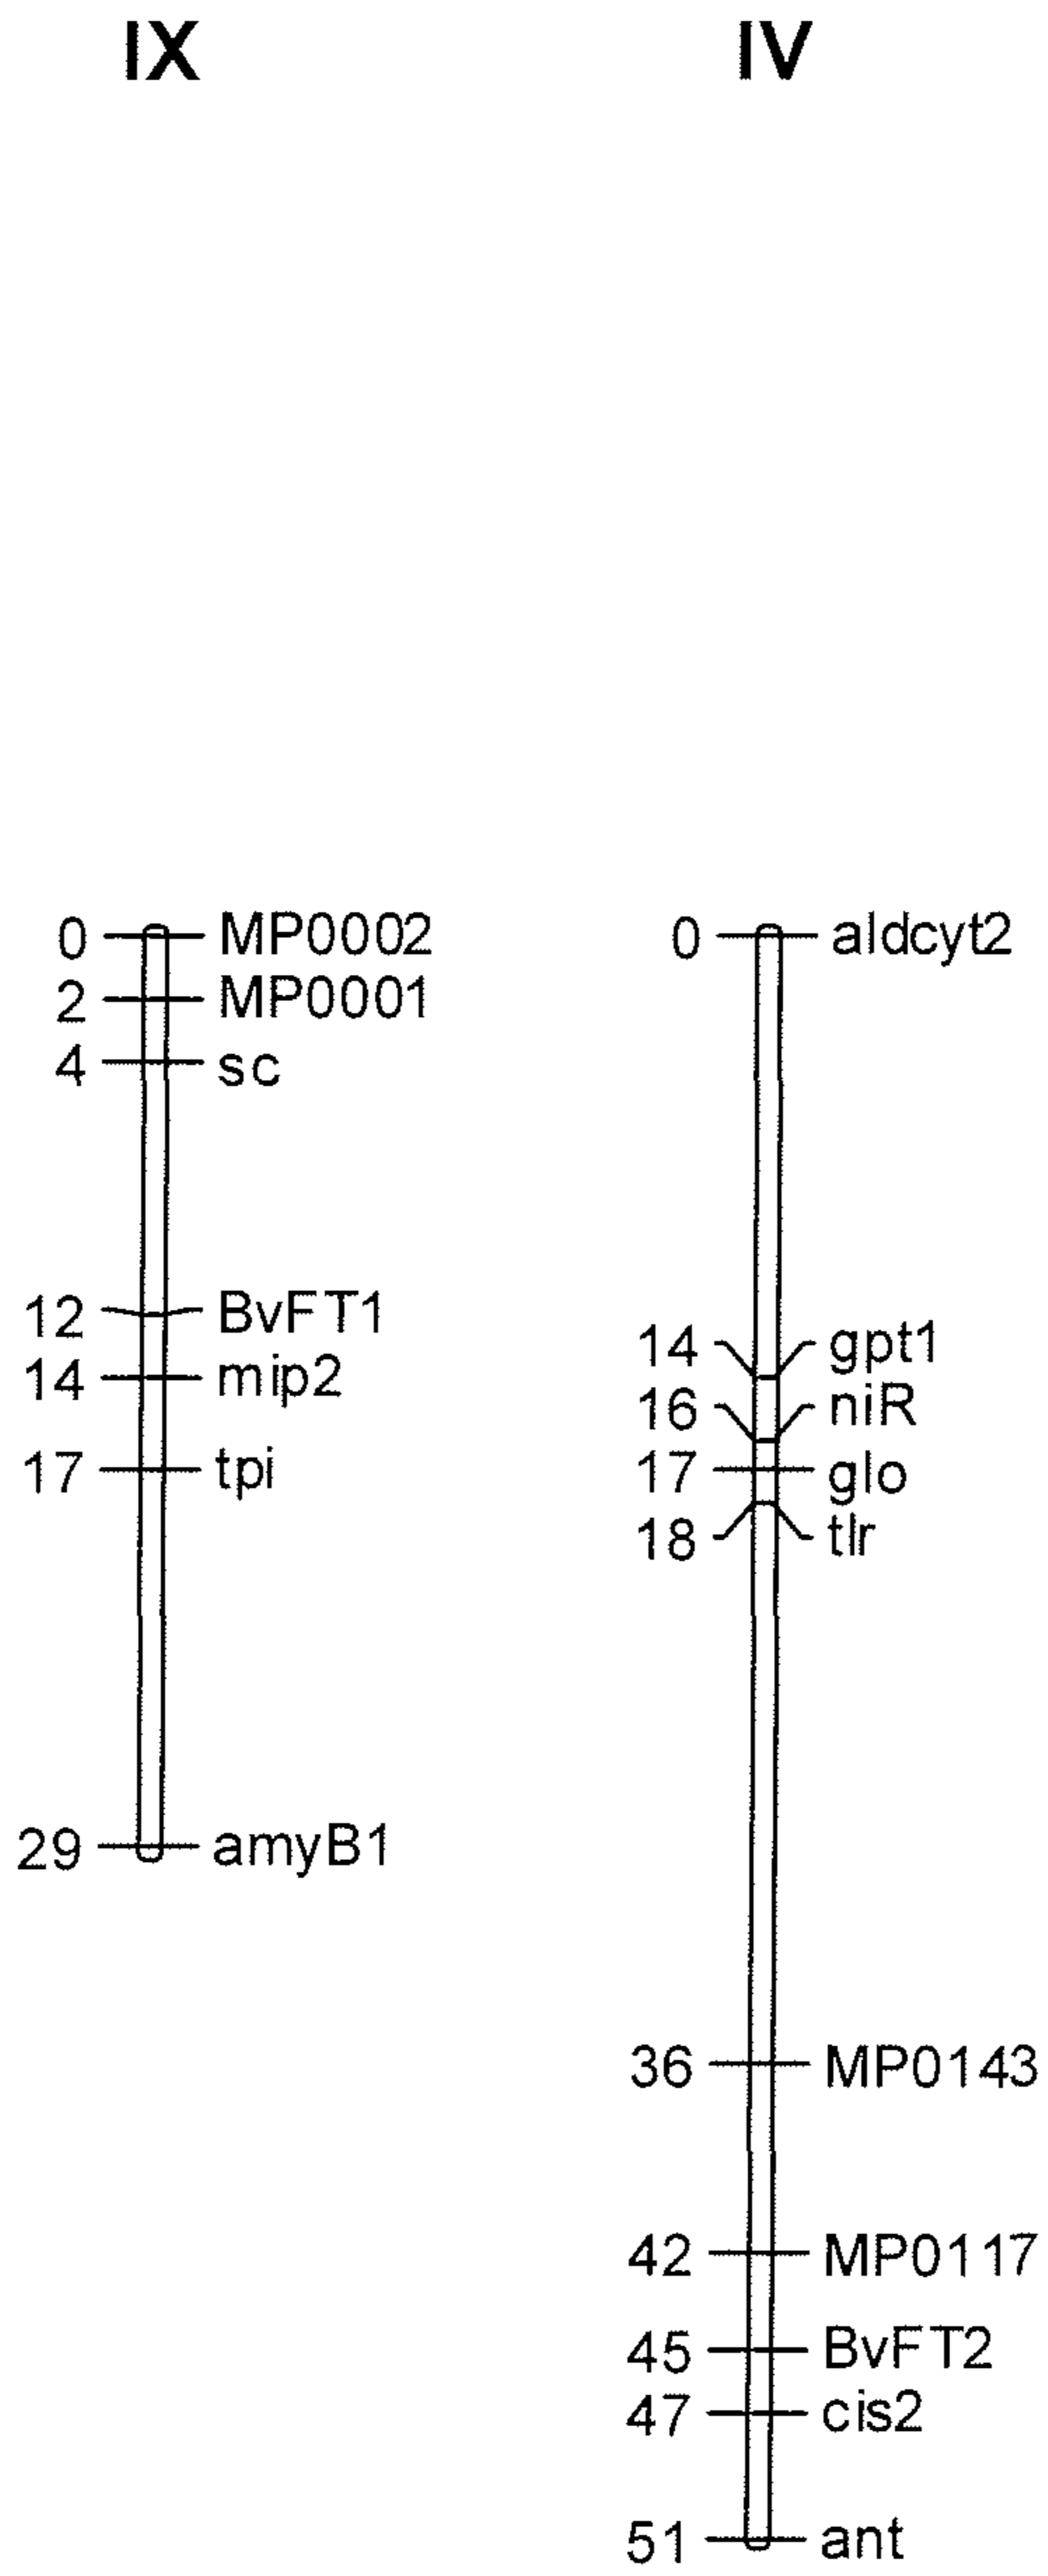 IX
0 MP0002
2 MP0001
4 sc
12 BvFT1
14 mip2
17 tpi
29 amyB1
IV
0 aldcyt2
14 gpt1
16 niR
17 glo
18 tlr
36 MP0143
42 MP0117
45 BvFT2
47 cis2
51 ant